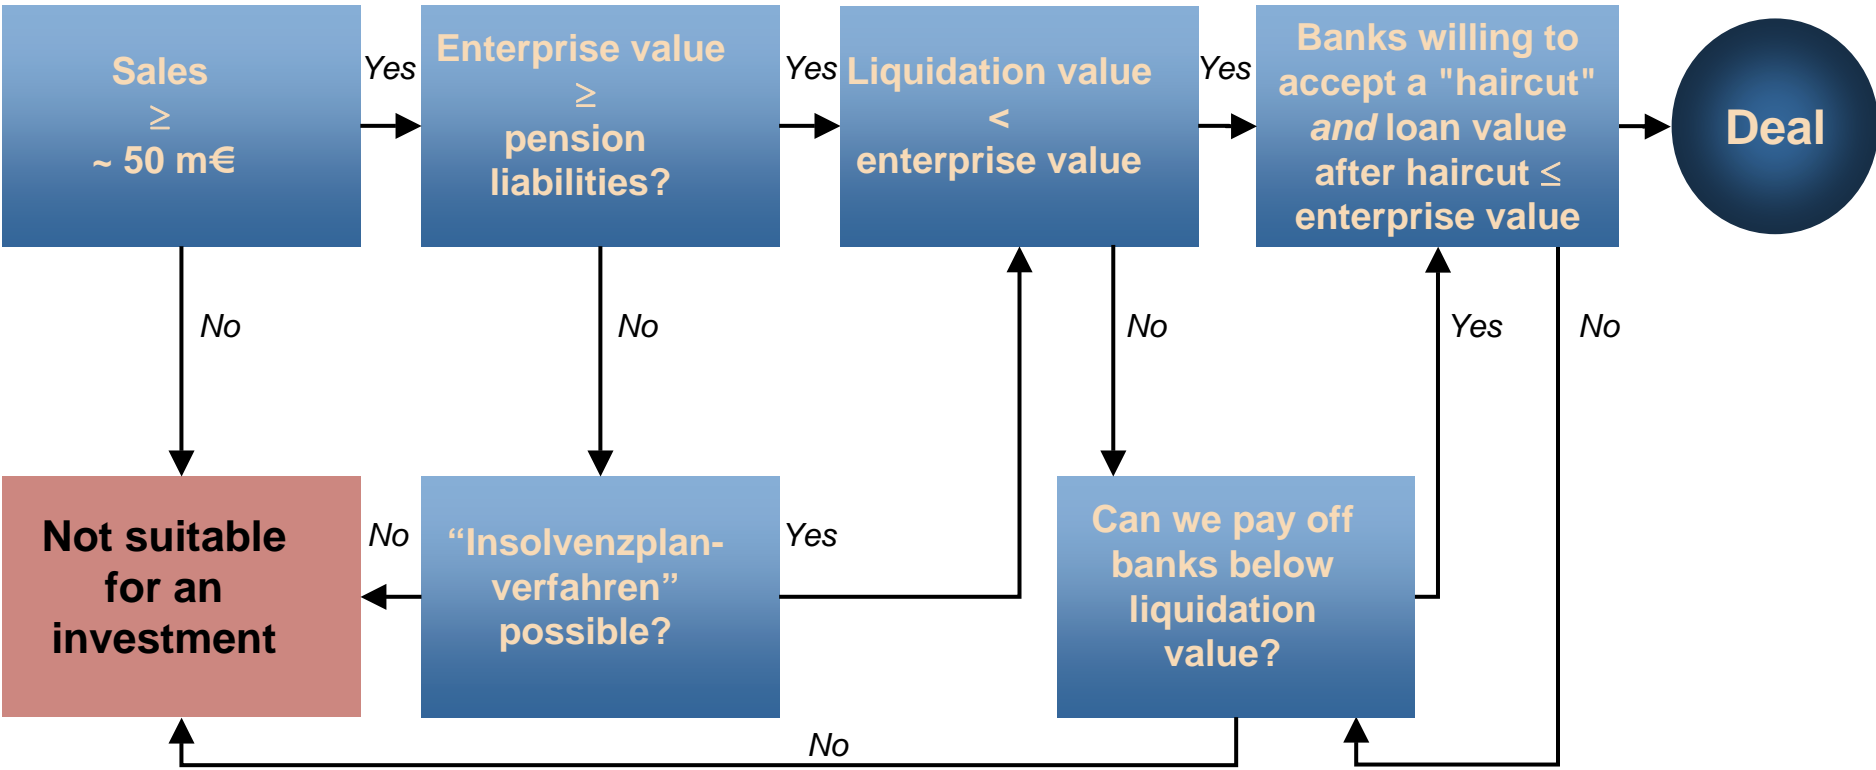 Sales
≥
~ 50 m€
Yes
Enterprise value
≥
pension
liabilities?
Yes
Liquidation value
<
enterprise value
Yes
Banks willing to
accept a "haircut"
and loan value
after haircut ≤
enterprise value
Deal
No
No
No
Yes
No
Not suitable
for an
investment
No
“Insolvenzplan-
verfahren”
possible?
Yes
Can we pay off
banks below
liquidation
value?
No